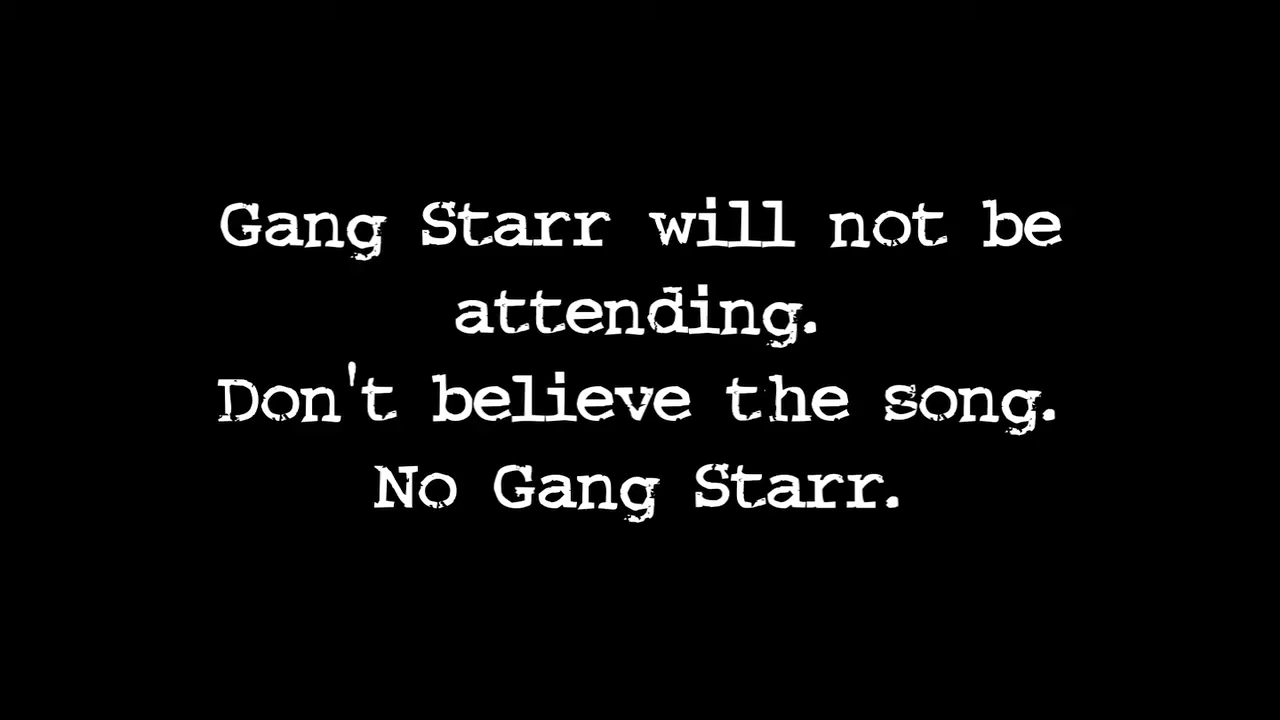 Gang Starr will not be
attending.
Don't believe the song.
No Gang Starr.